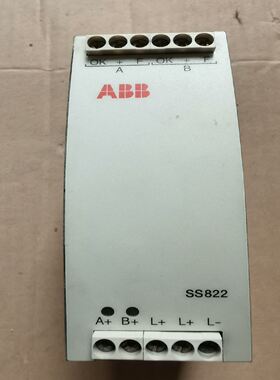 OK + F OK + F
A B
ABB
SS822
A+ B+ L+ L+ L-